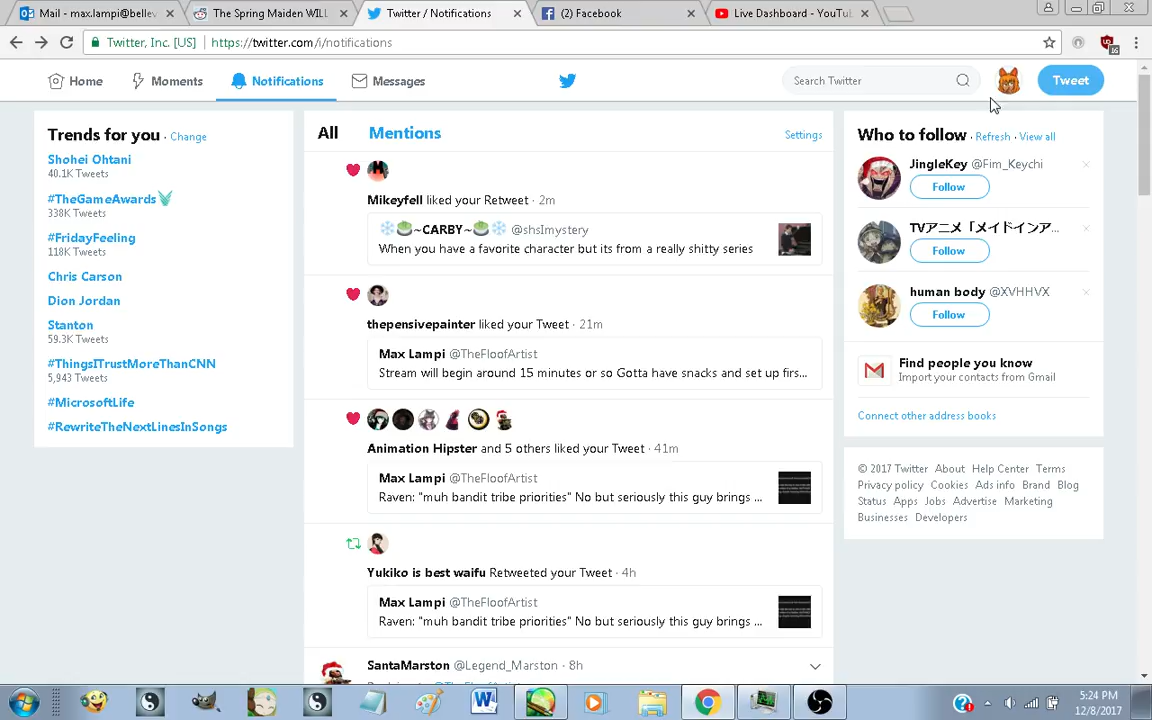 Mail - max.lampi@bellev
The Spring Maiden WILL
Twitter / Notifications
(2) Facebook
Live Dashboard - YouTu
Twitter, Inc. [US]
https://twitter.com/i/notifications
16
Home
Moments
Notifications
Messages
Search Twitter
Tweet
Trends for you · Change
Shohei Ohtani
40.1K Tweets
#TheGameAwards
338K Tweets
#FridayFeeling
118K Tweets
Chris Carson
Dion Jordan
Stanton
59.3K Tweets
#ThingsITrustMoreThanCNN
5,943 Tweets
#MicrosoftLife
#RewriteTheNextLinesInSongs
All
Mentions
Settings
Mikeyfell liked your Retweet · 2m
❄️🍵~CARBY~🍵❄️ @shslmystery
When you have a favorite character but its from a really shitty series
thepensivepainter liked your Tweet · 21m
Max Lampi @TheFloofArtist
Stream will begin around 15 minutes or so Gotta have snacks and set up firs...
Animation Hipster and 5 others liked your Tweet · 41m
Max Lampi @TheFloofArtist
Raven: "muh bandit tribe priorities" No but seriously this guy brings ...
Yukiko is best waifu Retweeted your Tweet · 4h
Max Lampi @TheFloofArtist
Raven: "muh bandit tribe priorities" No but seriously this guy brings ...
SantaMarston @Legend_Marston · 8h
Who to follow · Refresh · View all
JingleKey @Fim_Keychi
Follow
TVアニメ「メイドインア...
Follow
human body @XVHHVX
Follow
Find people you know
Import your contacts from Gmail
Connect other address books
© 2017 Twitter About Help Center Terms
Privacy policy Cookies Ads info Brand Blog
Status Apps Jobs Advertise Marketing
Businesses Developers
5:24 PM
12/8/2017